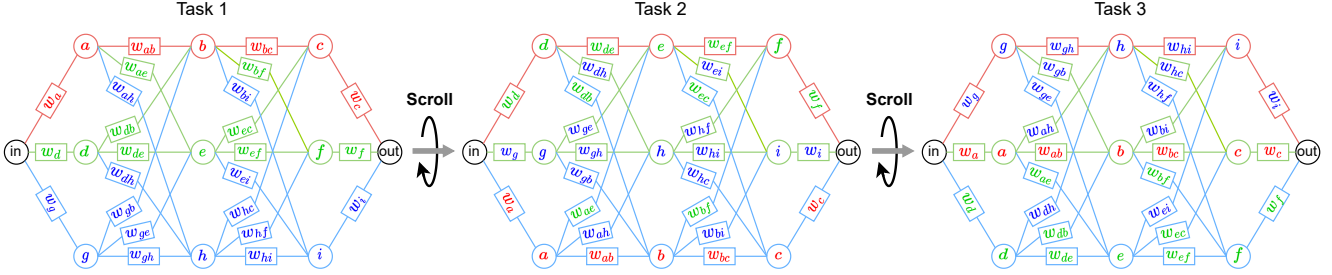 Task 1
a w_ab b w_bc c
w_ae w_bf
w_ah w_bi
w_a w_c
w_db w_ec
in w_d d w_de e w_ef f w_f out
w_dh w_ei
w_g w_i
w_gb w_hc
w_ge w_hf
g w_gh h w_hi i
Scroll
Task 2
d w_de e w_ef f
w_dh w_ei
w_db w_ec
w_d w_f
w_ge w_hf
in w_g g w_gh h w_hi i w_i out
w_gb w_hc
w_a w_c
w_ae w_bf
w_ah w_bi
a w_ab b w_bc c
Scroll
Task 3
g w_gh h w_hi i
w_gb w_hc
w_ge w_hf
w_g w_i
w_ah w_bi
in w_a a w_ab b w_bc c w_c out
w_ae w_bf
w_d w_f
w_dh w_ei
w_db w_ec
d w_de e w_ef f